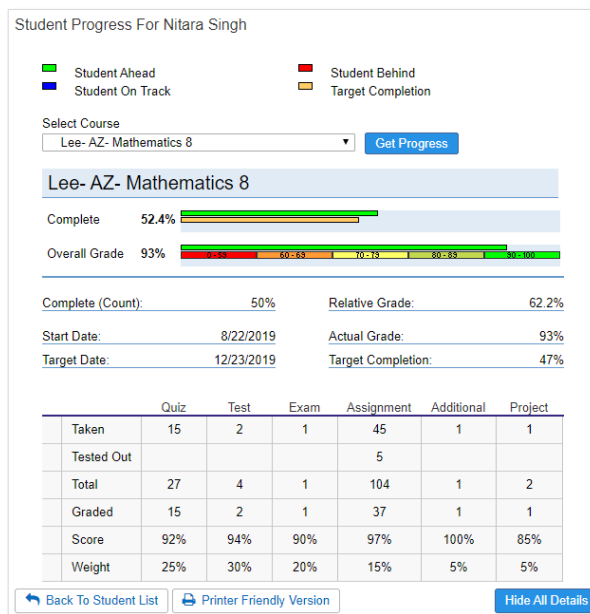 Student Progress For Nitara Singh
Student Ahead Student Behind
Student On Track Target Completion
Select Course
Lee- AZ- Mathematics 8 Get Progress
Lee- AZ- Mathematics 8
Complete 52.4%
Overall Grade 93% 0 - 59 60 - 69 70 - 79 80 - 89 90 - 100
Complete (Count): 50% Relative Grade: 62.2%
Start Date: 8/22/2019 Actual Grade: 93%
Target Date: 12/23/2019 Target Completion: 47%
Quiz Test Exam Assignment Additional Project
Taken 15 2 1 45 1 1
Tested Out 5
Total 27 4 1 104 1 2
Graded 15 2 1 37 1 1
Score 92% 94% 90% 97% 100% 85%
Weight 25% 30% 20% 15% 5% 5%
Back To Student List Printer Friendly Version Hide All Details